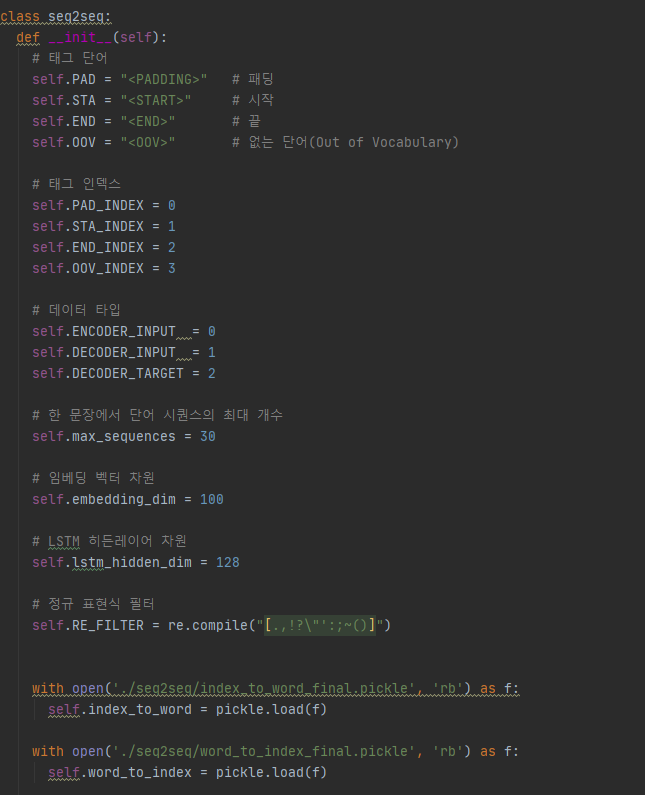 class seq2seq:
  def __init__(self):
    # 태그 단어
    self.PAD = "<PADDING>"   # 패딩
    self.STA = "<START>"     # 시작
    self.END = "<END>"       # 끝
    self.OOV = "<OOV>"       # 없는 단어(Out of Vocabulary)

    # 태그 인덱스
    self.PAD_INDEX = 0
    self.STA_INDEX = 1
    self.END_INDEX = 2
    self.OOV_INDEX = 3

    # 데이터 타입
    self.ENCODER_INPUT  = 0
    self.DECODER_INPUT  = 1
    self.DECODER_TARGET = 2

    # 한 문장에서 단어 시퀀스의 최대 개수
    self.max_sequences = 30

    # 임베딩 벡터 차원
    self.embedding_dim = 100

    # LSTM 히든레이어 차원
    self.lstm_hidden_dim = 128

    # 정규 표현식 필터
    self.RE_FILTER = re.compile("[.,!?\"':;~()]")


    with open('./seq2seq/index_to_word_final.pickle', 'rb') as f:
      self.index_to_word = pickle.load(f)

    with open('./seq2seq/word_to_index_final.pickle', 'rb') as f:
      self.word_to_index = pickle.load(f)